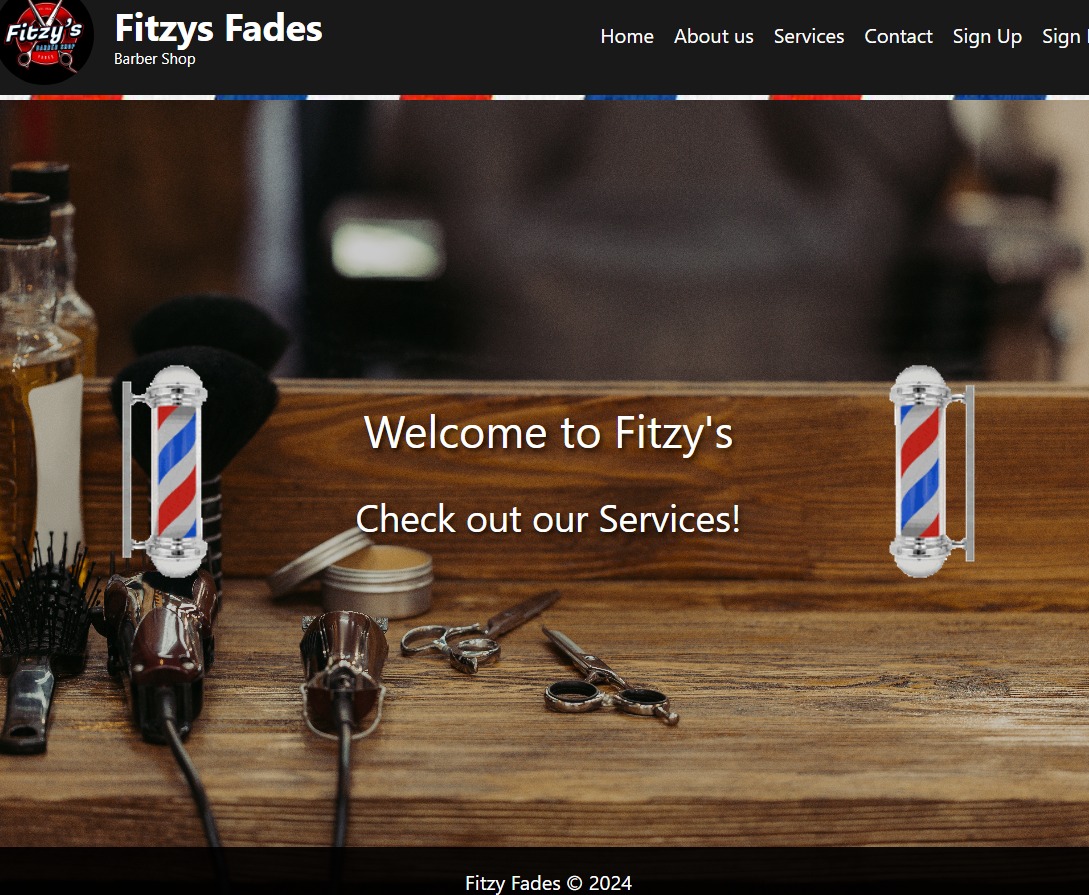 Fitzy's
BARBER SHOP
FADES
Fitzys Fades
Barber Shop
Home About us Services Contact Sign Up Sign
Welcome to Fitzy's
Check out our Services!
Fitzy Fades © 2024